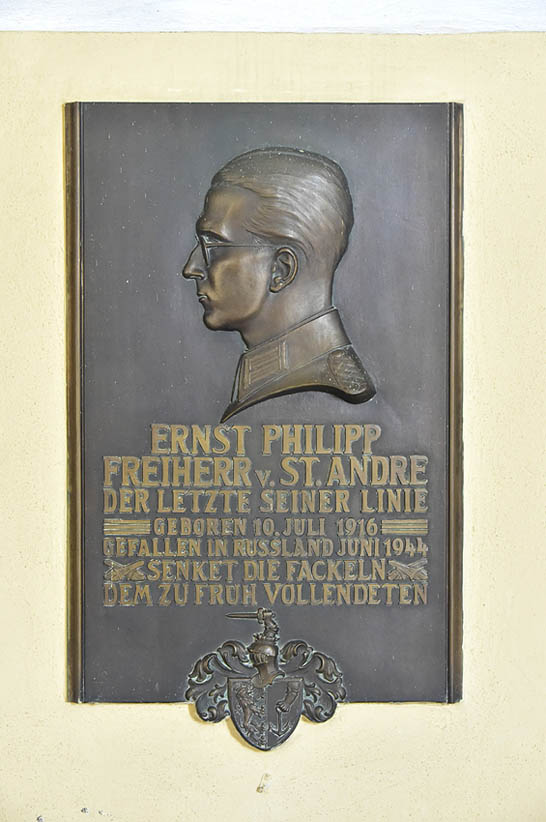 ERNST PHILIPP
FREIHERR v. ST. ANDRE
DER LETZTE SEINER LINIE
GEBOREN 10. JULI 1916
GEFALLEN IN RUSSLAND JUNI 1944
SENKET DIE FACKELN
DEM ZU FRÜH VOLLENDETEN